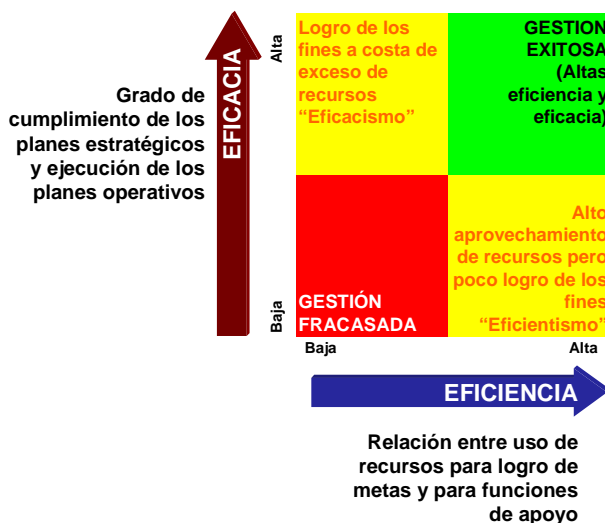 Grado de
cumplimiento de los
planes estratégicos
y ejecución de los
planes operativos
EFICACIA
Alta
Baja
Logro de los
fines a costa de
exceso de
recursos
“Eficacismo”
GESTION
EXITOSA
(Altas
eficiencia y
eficacia)
GESTIÓN
FRACASADA
Alto
aprovechamiento
de recursos pero
poco logro de los
fines
“Eficientismo”
Baja
Alta
EFICIENCIA
Relación entre uso de
recursos para logro de
metas y para funciones
de apoyo